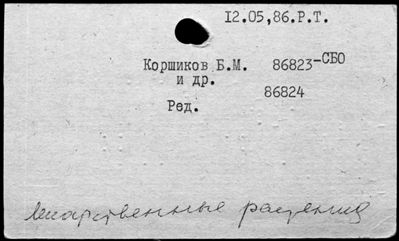 12.05,86.Р.Т.
Коршиков Б.М. 86823-СБО
и др.
86824
Ред.
Лекарственные растения